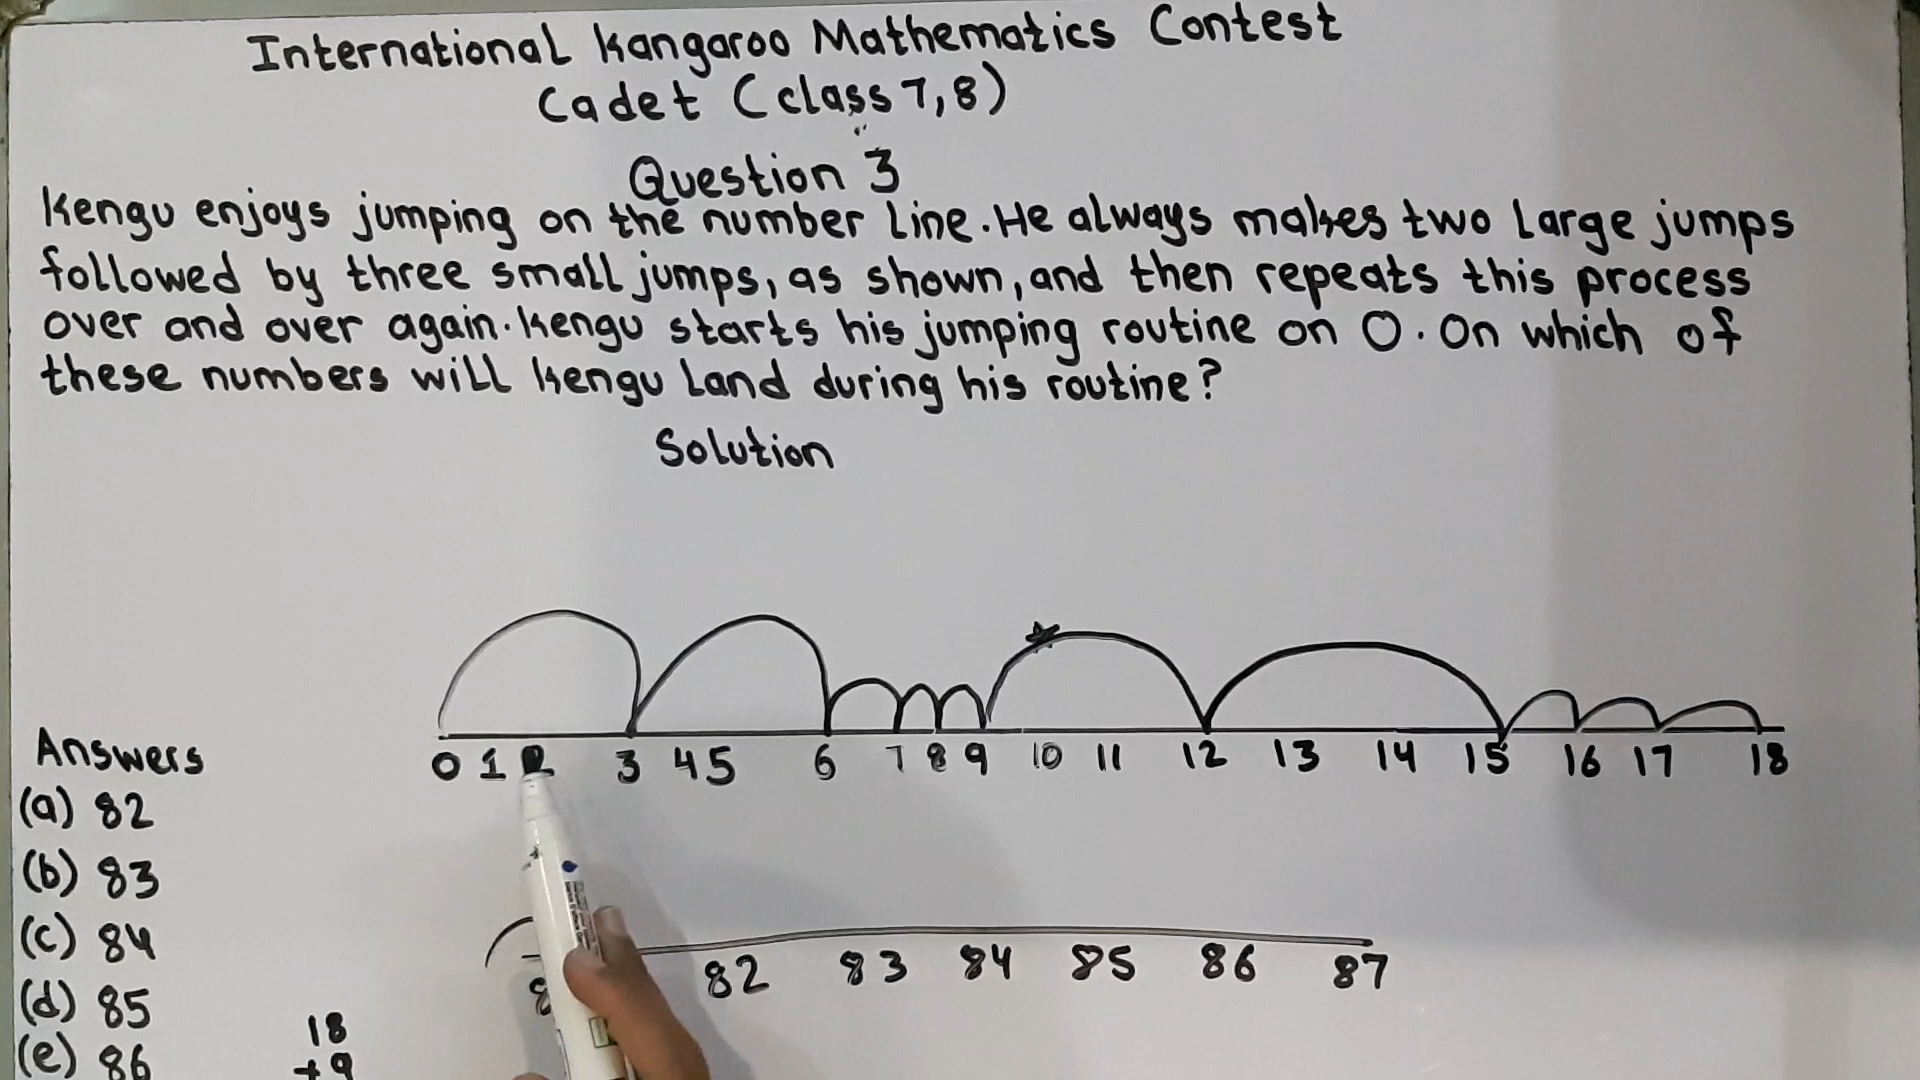 International Kangaroo Mathematics Contest
Cadet (class 7,8)
Question 3
Kengu enjoys jumping on the number line. He always makes two large jumps
followed by three small jumps, as shown, and then repeats this process
over and over again. Kengu starts his jumping routine on 0. On which of
these numbers will Kengu land during his routine?
Solution
0 1 2 3 4 5 6 7 8 9 10 11 12 13 14 15 16 17 18
Answers
(a) 82
(b) 83
(c) 84
(d) 85
(e) 86
82 83 84 85 86 87
18
+9